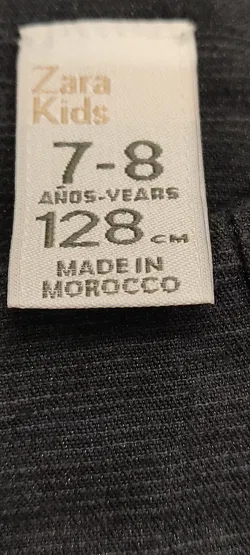 Zara
Kids
7-8
AÑOS-YEARS
128 CM
MADE IN
MOROCCO